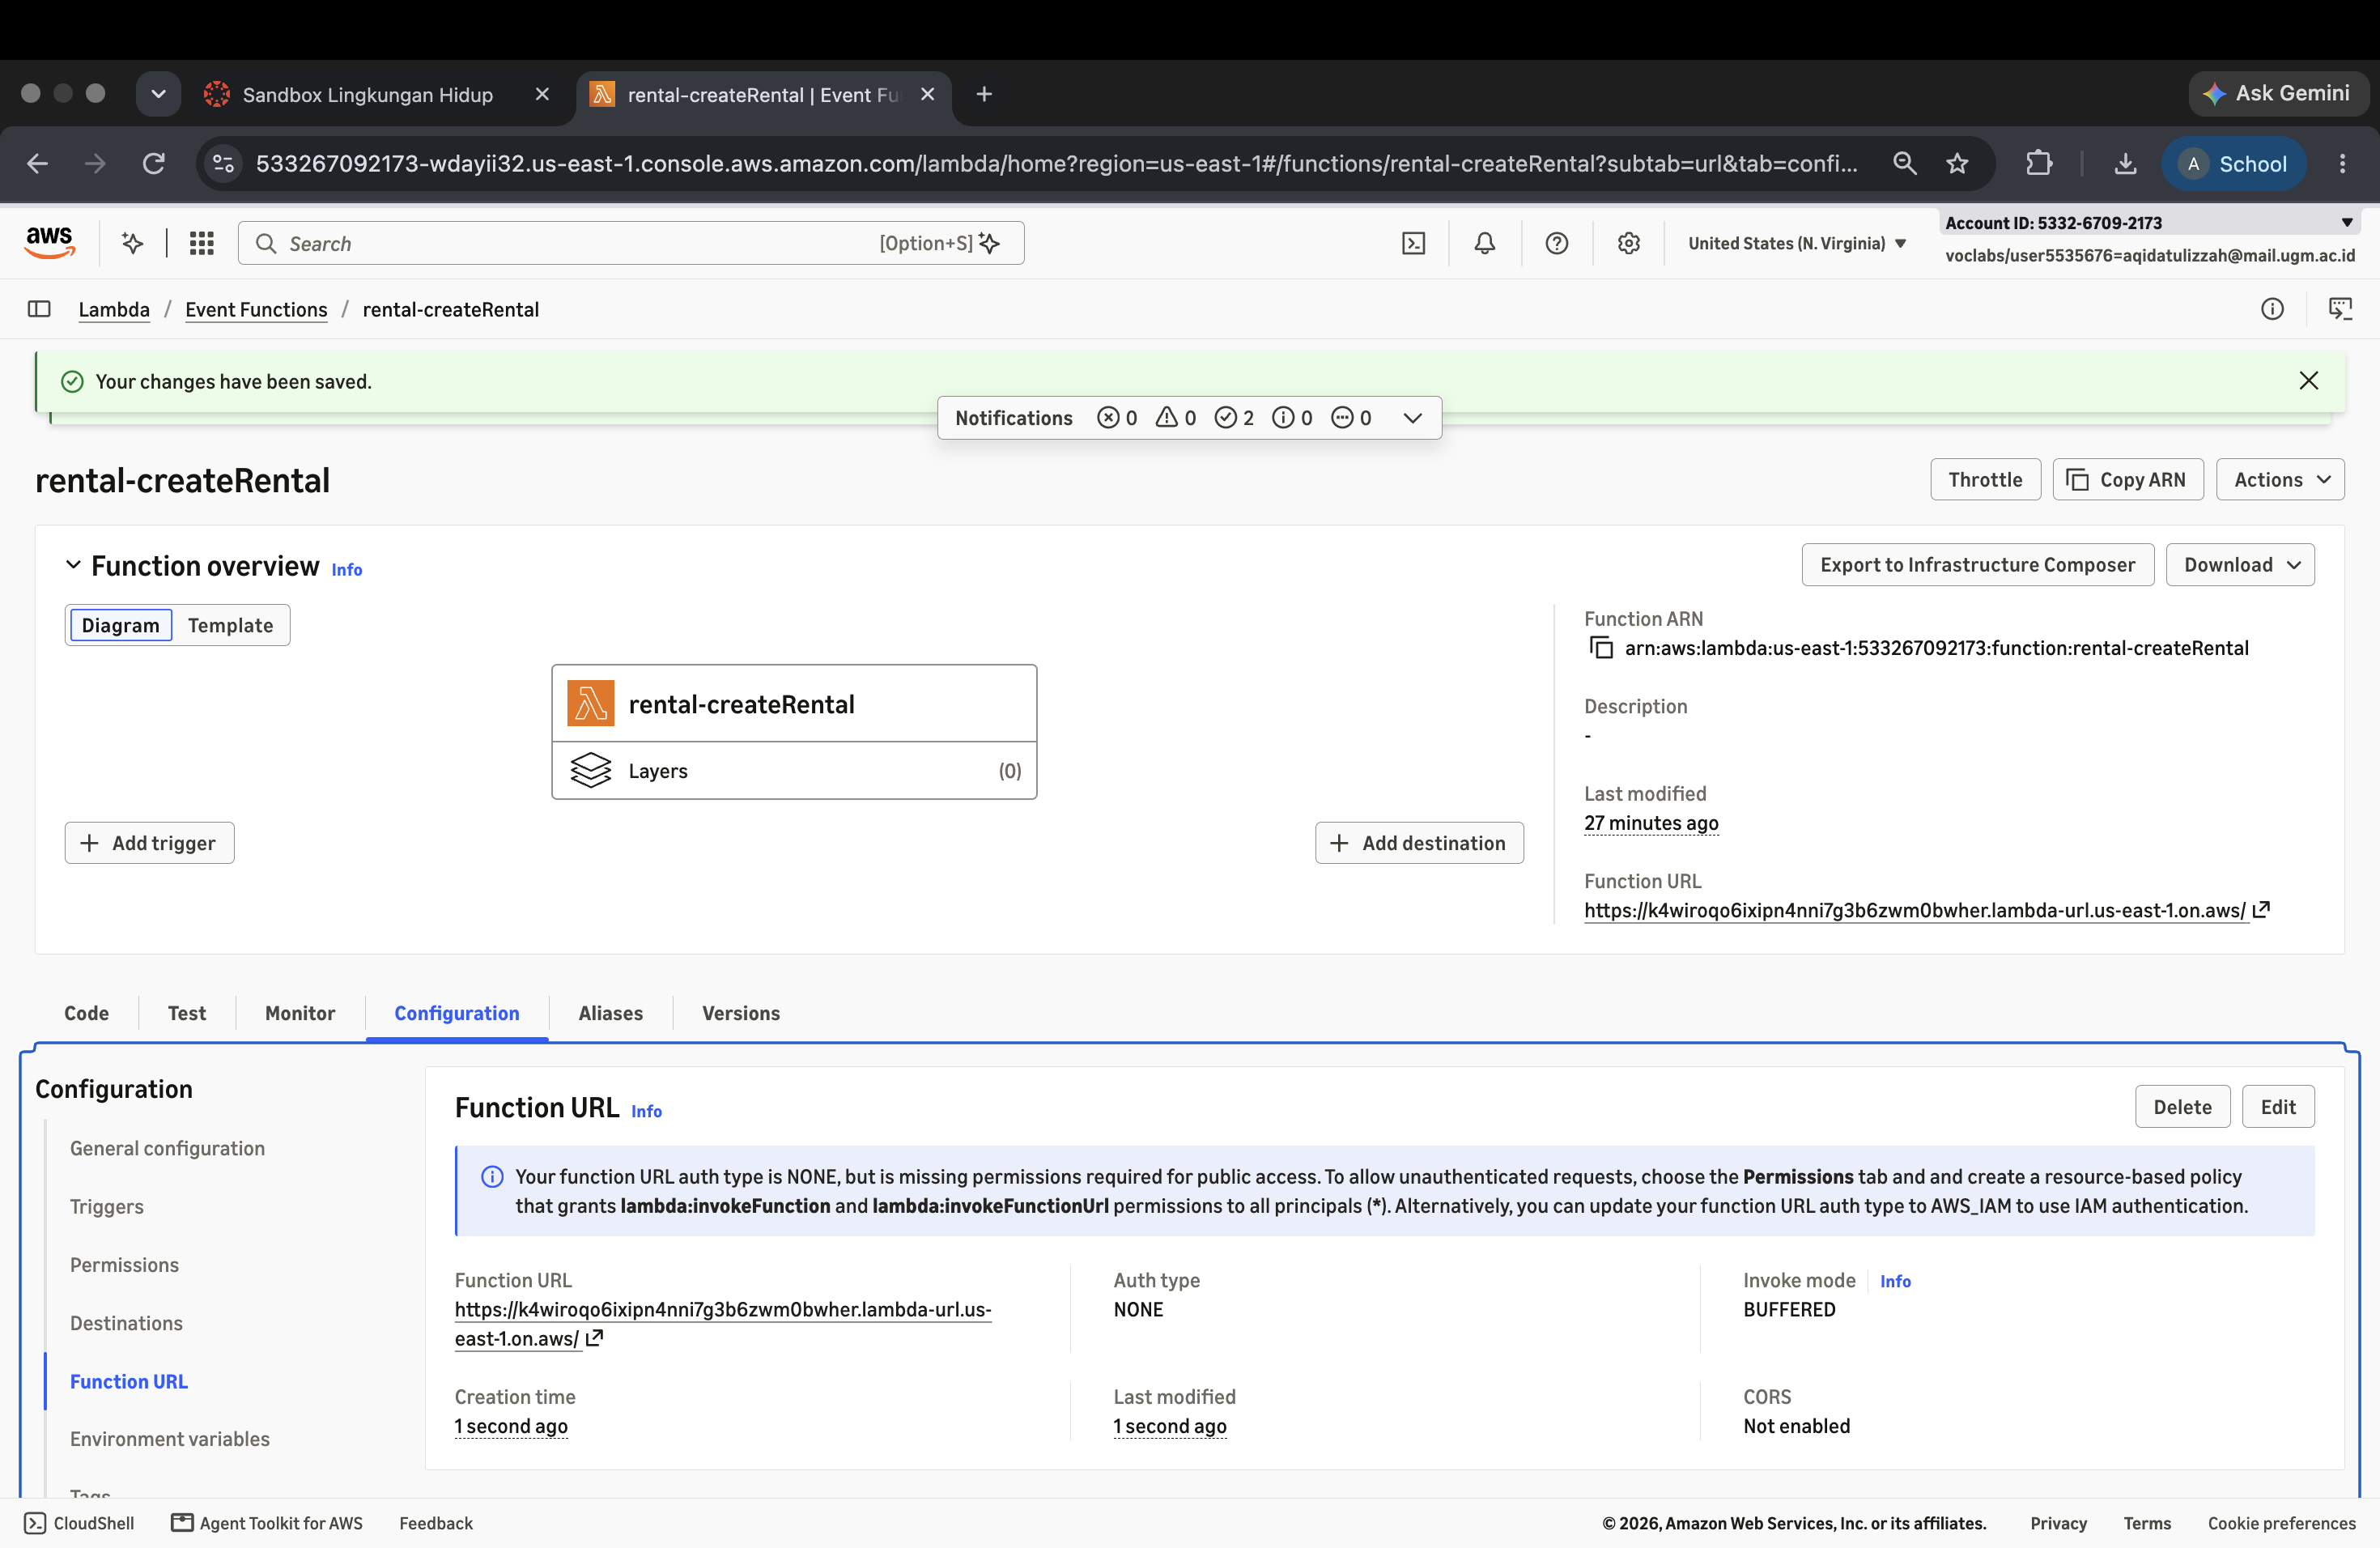 Sandbox Lingkungan Hidup
rental-createRental | Event Fu
Ask Gemini
533267092173-wdayii32.us-east-1.console.aws.amazon.com/lambda/home?region=us-east-1#/functions/rental-createRental?subtab=url&tab=confi...
A School
aws
Search [Option+S]
United States (N. Virginia)
Account ID: 5332-6709-2173
voclabs/user5535676=aqidatulizzah@mail.ugm.ac.id
Lambda / Event Functions / rental-createRental
Your changes have been saved.
Notifications 0 0 2 0 0
rental-createRental
Throttle
Copy ARN
Actions
Function overview Info
Export to Infrastructure Composer
Download
Diagram Template
rental-createRental
Layers (0)
+ Add trigger
+ Add destination
Function ARN
arn:aws:lambda:us-east-1:533267092173:function:rental-createRental
Description
-
Last modified
27 minutes ago
Function URL
https://k4wiroqo6ixipn4nni7g3b6zwm0bwher.lambda-url.us-east-1.on.aws/
Code Test Monitor Configuration Aliases Versions
Configuration
General configuration
Triggers
Permissions
Destinations
Function URL
Environment variables
Tags
Function URL Info
Delete
Edit
Your function URL auth type is NONE, but is missing permissions required for public access. To allow unauthenticated requests, choose the Permissions tab and and create a resource-based policy
that grants lambda:invokeFunction and lambda:invokeFunctionUrl permissions to all principals (*). Alternatively, you can update your function URL auth type to AWS_IAM to use IAM authentication.
Function URL
https://k4wiroqo6ixipn4nni7g3b6zwm0bwher.lambda-url.us-
east-1.on.aws/
Auth type
NONE
Invoke mode Info
BUFFERED
Creation time
1 second ago
Last modified
1 second ago
CORS
Not enabled
CloudShell
Agent Toolkit for AWS
Feedback
© 2026, Amazon Web Services, Inc. or its affiliates.
Privacy
Terms
Cookie preferences